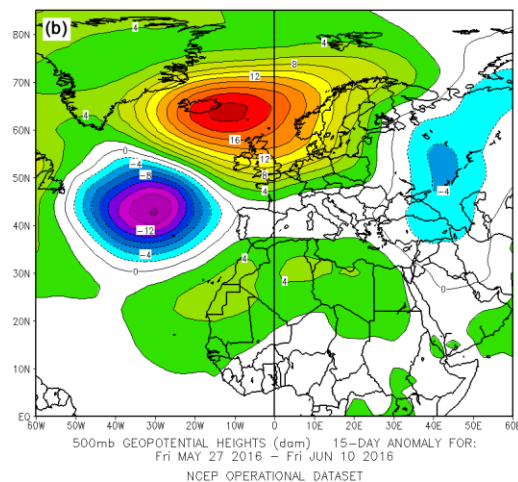 (b)
80N
70N
60N
50N
40N
30N
20N
10N
EQ
4
4
4
8
12
4
16
12
8
4
0
-4
-8
-12
-4
0
-4
4
4
0
60W 50W 40W 30W 20W 10W 0 10E 20E 30E 40E 50E 60E
500mb GEOPOTENTIAL HEIGHTS (dam) 15-DAY ANOMALY FOR:
Fri MAY 27 2016 - Fri JUN 10 2016
NCEP OPERATIONAL DATASET